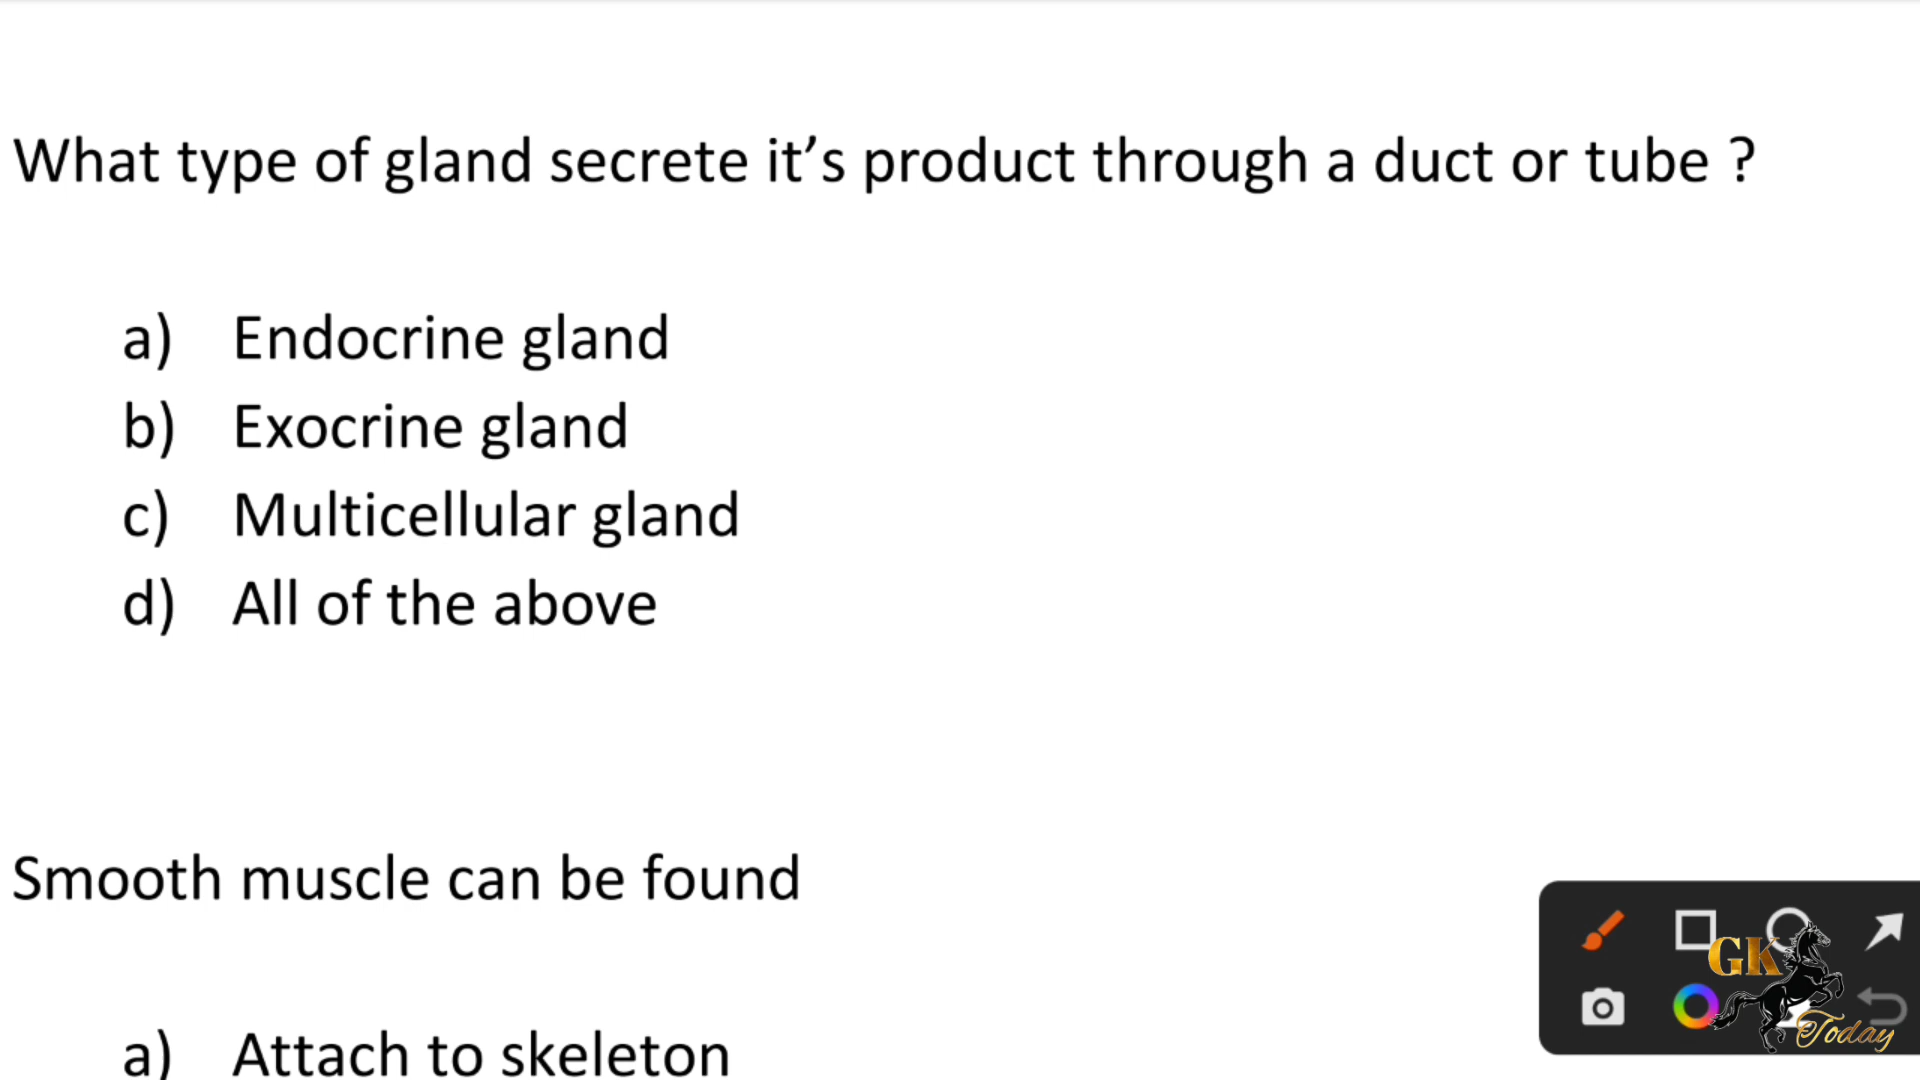 What type of gland secrete it’s product through a duct or tube ?
a) Endocrine gland
b) Exocrine gland
c) Multicellular gland
d) All of the above
Smooth muscle can be found
a) Attach to skeleton
GK
Today